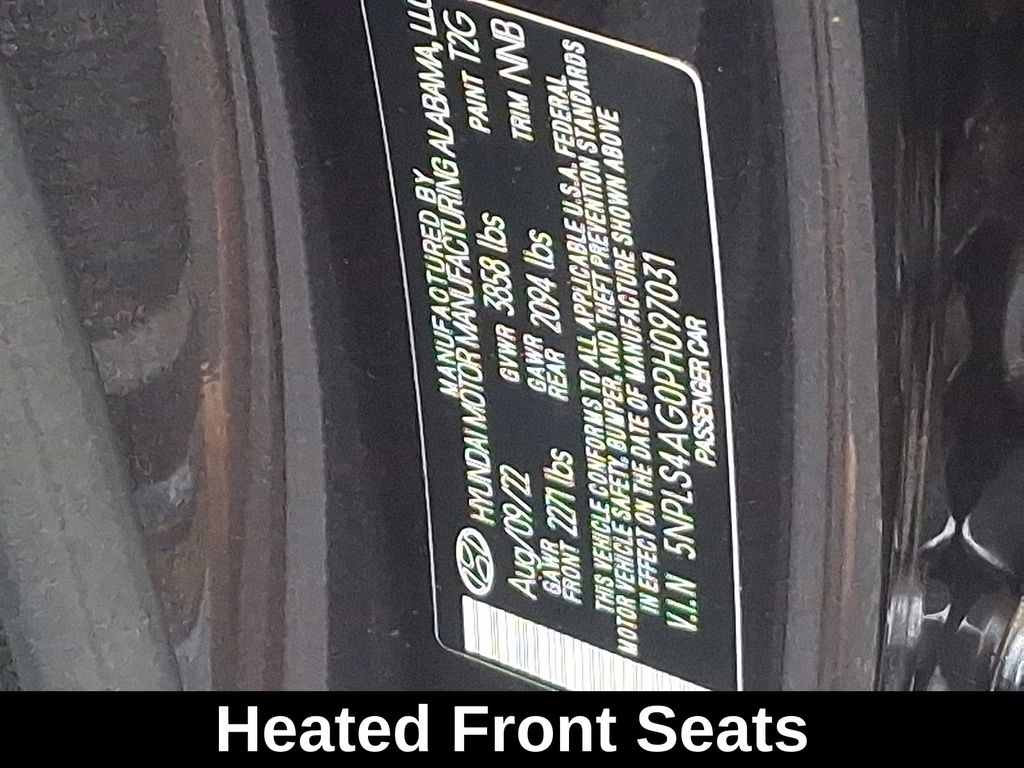 MANUFACTURED BY
HYUNDAI MOTOR MANUFACTURING ALABAMA, LLC
Aug/09/22 GVWR 3858 lbs PAINT T2G
GAWR FRONT 2271 lbs GAWR REAR 2094 lbs TRIM NNB
THIS VEHICLE CONFORMS TO ALL APPLICABLE U.S.A. FEDERAL
MOTOR VEHICLE SAFETY, BUMPER, AND THEFT PREVENTION STANDARDS
IN EFFECT ON THE DATE OF MANUFACTURE SHOWN ABOVE
V.I.N 5NPLS4AG0PH097031
PASSENGER CAR
Heated Front Seats